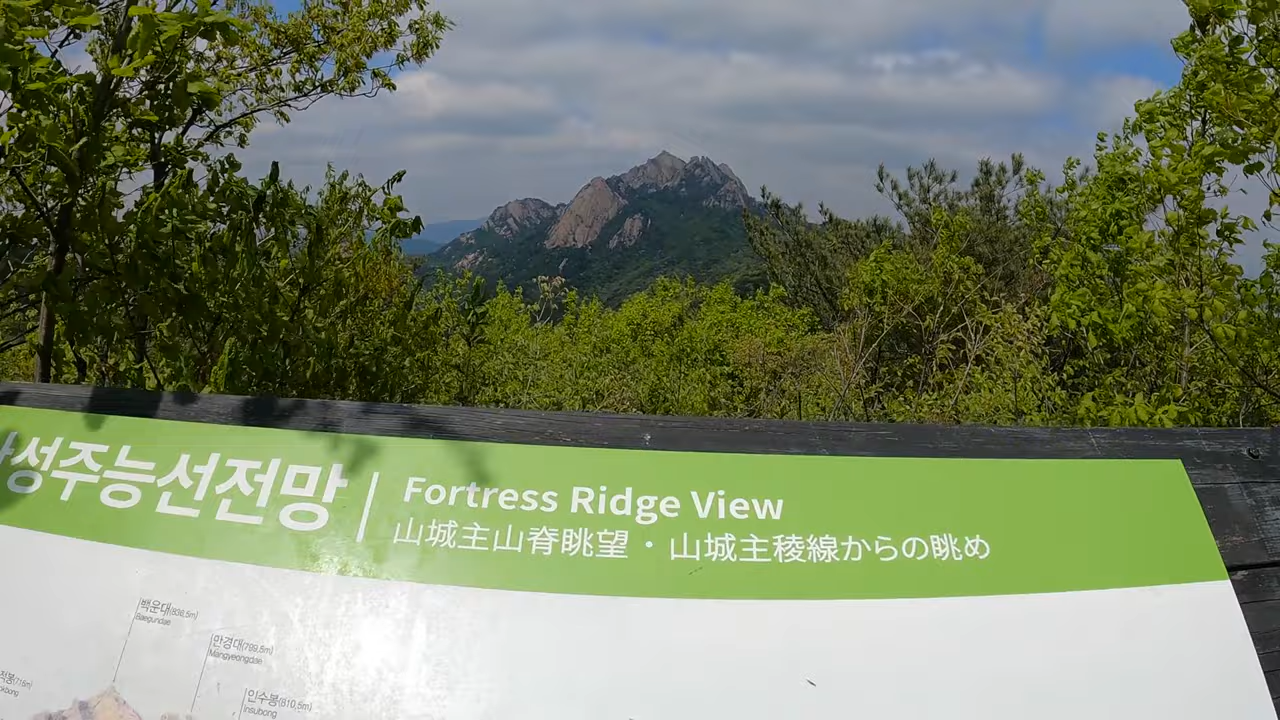 성주능선전망 | Fortress Ridge View
山城主山脊眺望 · 山城主稜線からの眺め
백운대(836,5m)
Baegundae
만경대(799,5m)
Mangyeongdae
인수봉(810,5m)
Insubong